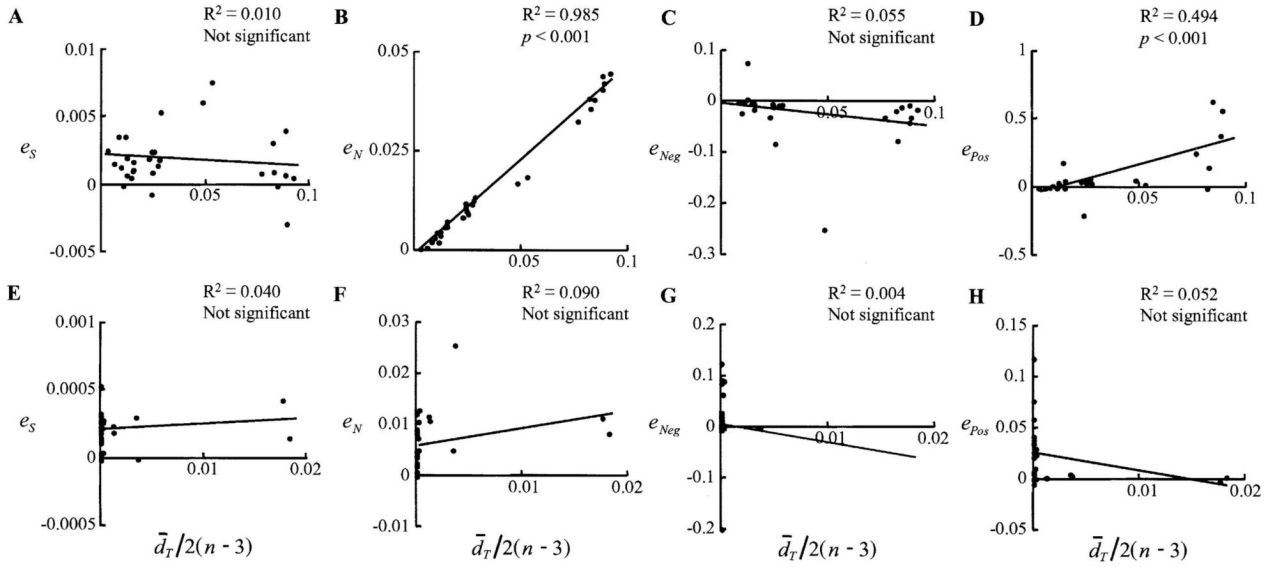 A
R² = 0.010
Not significant
0.01
0.005
0
-0.005
0.05
0.1
e_S
B
R² = 0.985
p < 0.001
0.05
0.025
0
0.05
0.1
e_N
C
R² = 0.055
Not significant
0.1
0
-0.1
-0.2
-0.3
0.05
0.1
e_Neg
D
R² = 0.494
p < 0.001
1
0.5
0
-0.5
0.05
0.1
e_Pos
E
R² = 0.040
Not significant
0.001
0.0005
0
-0.0005
0.01
0.02
e_S
d̄_T/2(n - 3)
F
R² = 0.090
Not significant
0.03
0.02
0.01
0
-0.01
0.01
0.02
e_N
d̄_T/2(n - 3)
G
R² = 0.004
Not significant
0.2
0.1
0
-0.1
-0.2
0.01
0.02
e_Neg
d̄_T/2(n - 3)
H
R² = 0.052
Not significant
0.15
0.1
0.05
0
-0.05
0.01
0.02
e_Pos
d̄_T/2(n - 3)